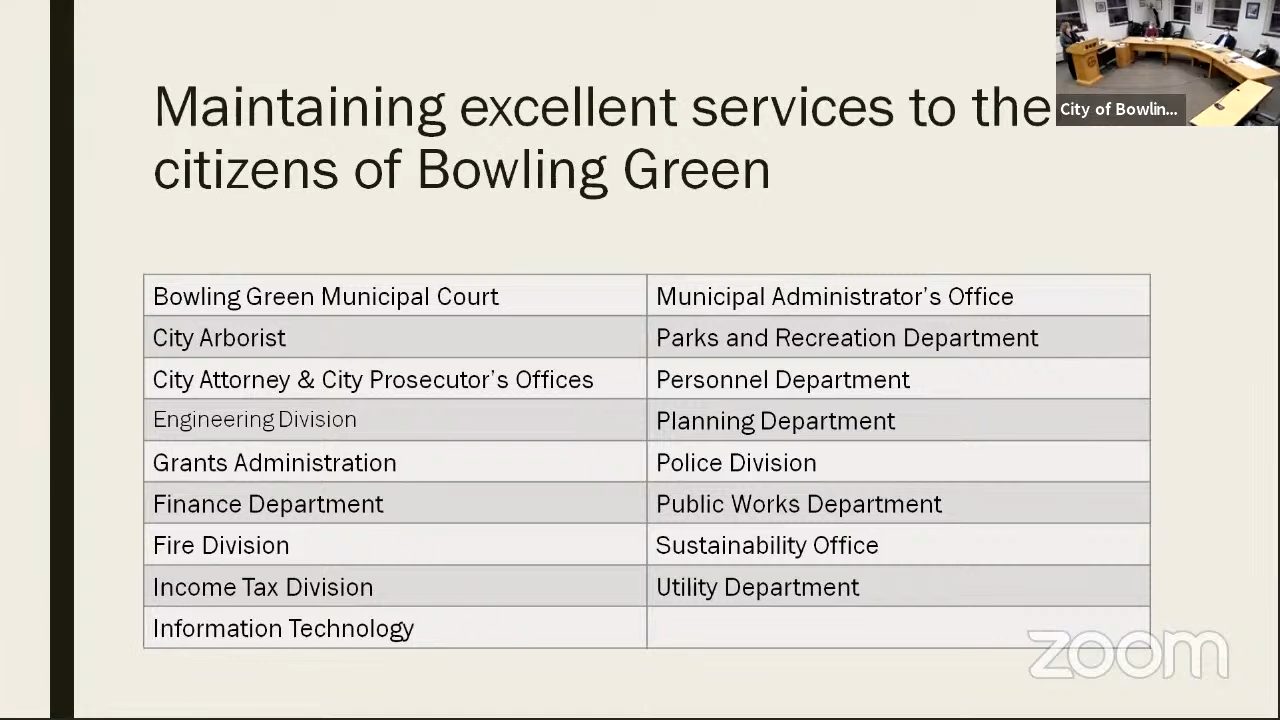 Maintaining excellent services to the
citizens of Bowling Green
City of Bowlin...
Bowling Green Municipal Court
Municipal Administrator's Office
City Arborist
Parks and Recreation Department
City Attorney & City Prosecutor's Offices
Personnel Department
Engineering Division
Planning Department
Grants Administration
Police Division
Finance Department
Public Works Department
Fire Division
Sustainability Office
Income Tax Division
Utility Department
Information Technology
zoom